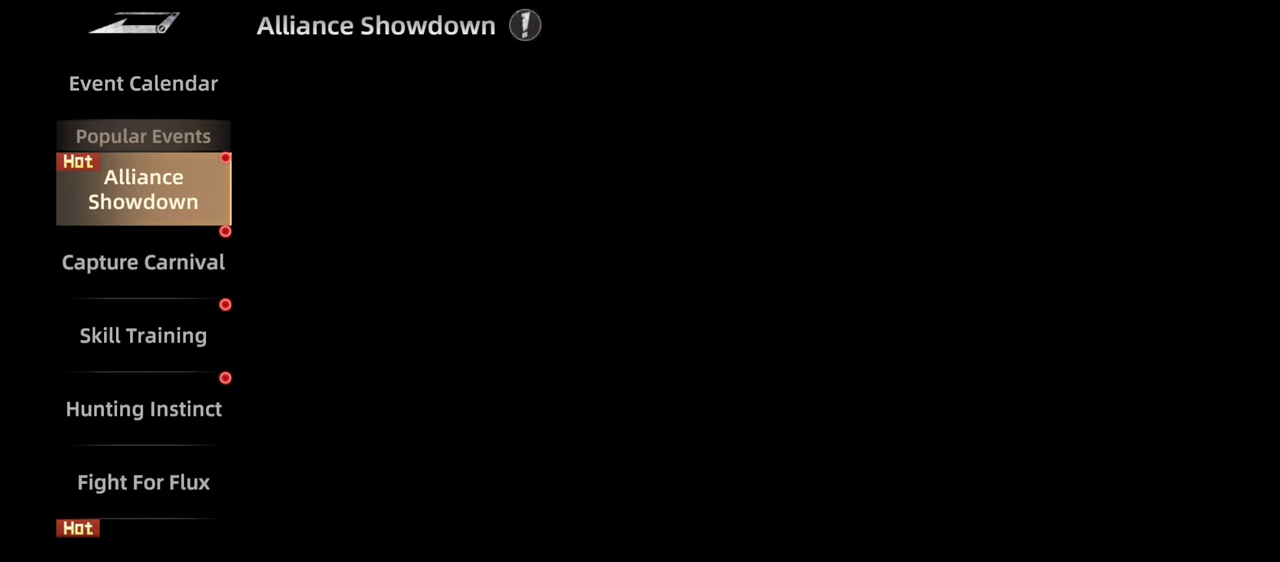 Alliance Showdown
Event Calendar
Popular Events
Hot
Alliance
Showdown
Capture Carnival
Skill Training
Hunting Instinct
Fight For Flux
Hot